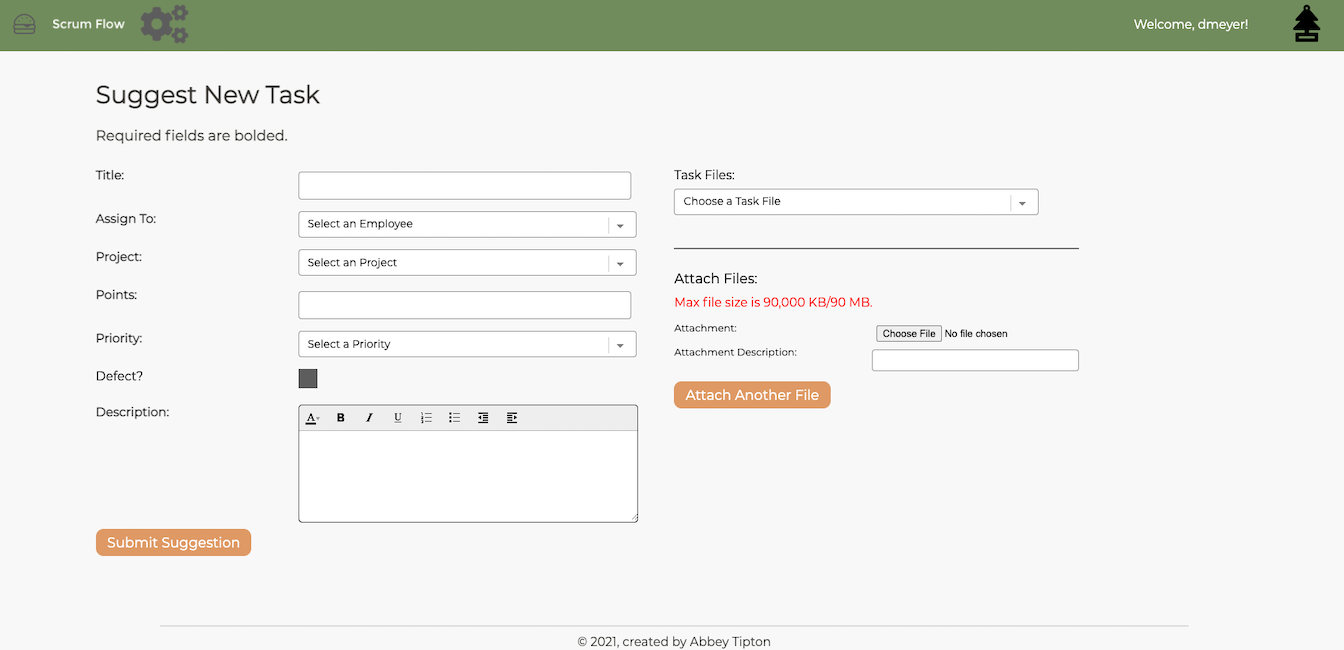 Scrum Flow
Welcome, dmeyer!
Suggest New Task
Required fields are bolded.
Title:
Assign To:
Select an Employee
Project:
Select an Project
Points:
Priority:
Select a Priority
Defect?
Description:
A B I U
Submit Suggestion
Task Files:
Choose a Task File
Attach Files:
Max file size is 90,000 KB/90 MB.
Attachment:
Choose File No file chosen
Attachment Description:
Attach Another File
© 2021, created by Abbey Tipton